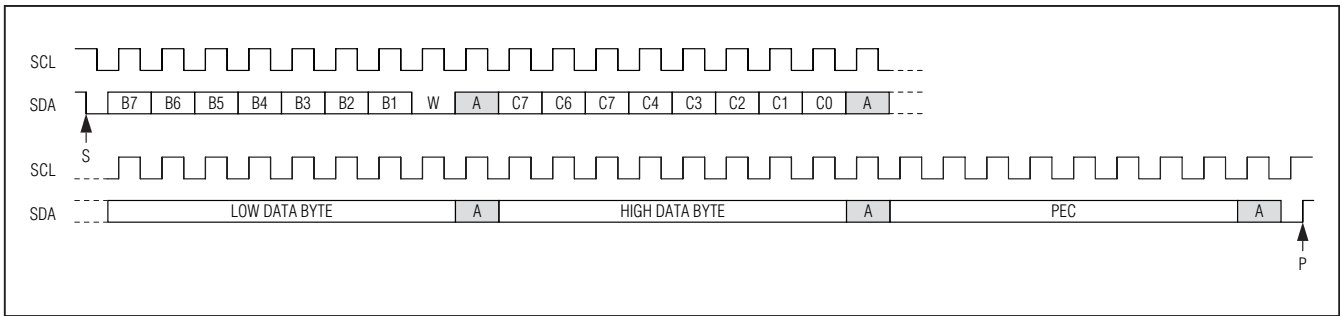 SCL
SDA B7 B6 B5 B4 B3 B2 B1 W A C7 C6 C7 C4 C3 C2 C1 C0 A
S
SCL
SDA LOW DATA BYTE A HIGH DATA BYTE A PEC A
P